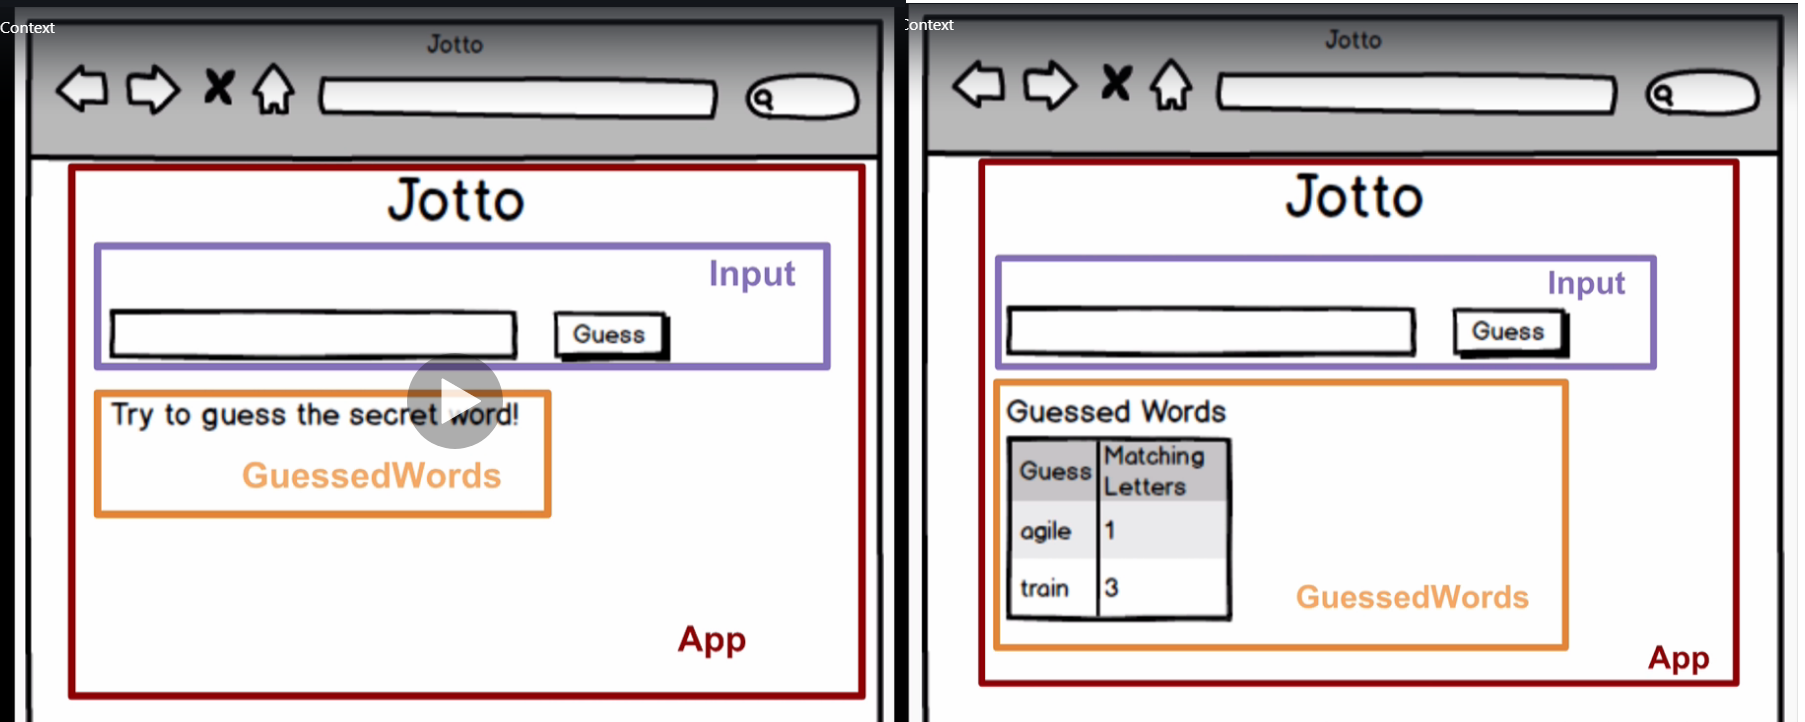 Context
Jotto
Jotto
Input
Guess
Try to guess the secret word!
GuessedWords
App
Context
Jotto
Jotto
Input
Guess
Guessed Words
Guess Matching Letters
agile 1
train 3
GuessedWords
App